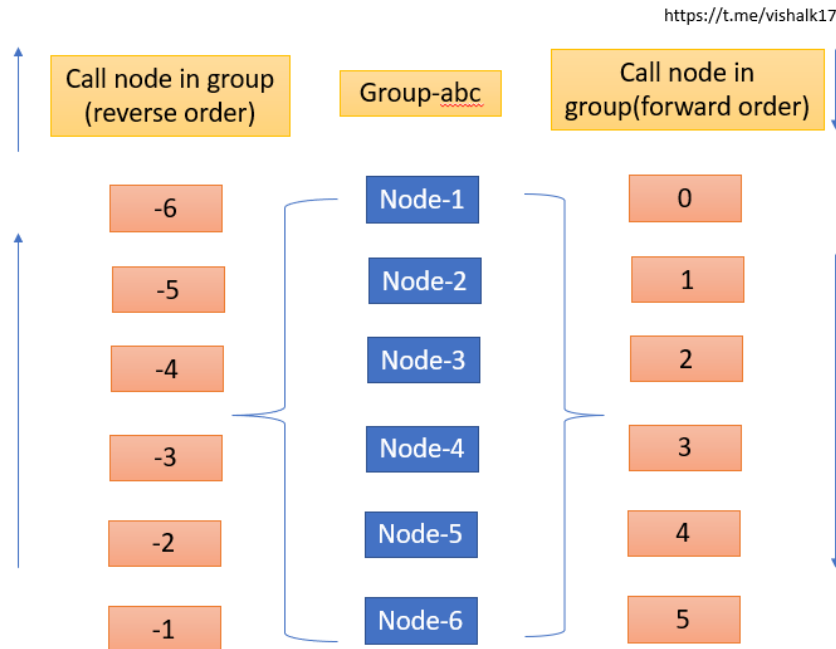 https://t.me/vishalk17
Call node in group
(reverse order)
Group-abc
Call node in
group(forward order)
-6
Node-1
0
-5
Node-2
1
-4
Node-3
2
-3
Node-4
3
-2
Node-5
4
-1
Node-6
5